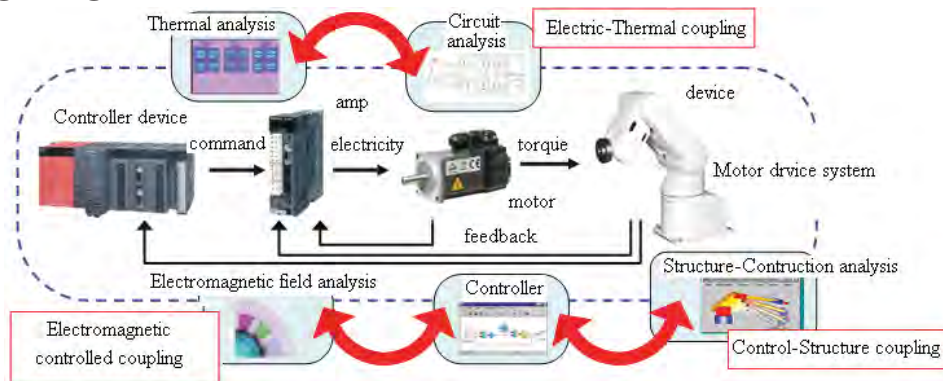 Thermal analysis
Circuit
analysis
Electric-Thermal coupling
Controller device
amp
device
command
electricity
torque
Motor drvice system
motor
feedback
Electromagnetic field analysis
Controller
Structure-Contruction analysis
Electromagnetic
controlled coupling
Control-Structure coupling